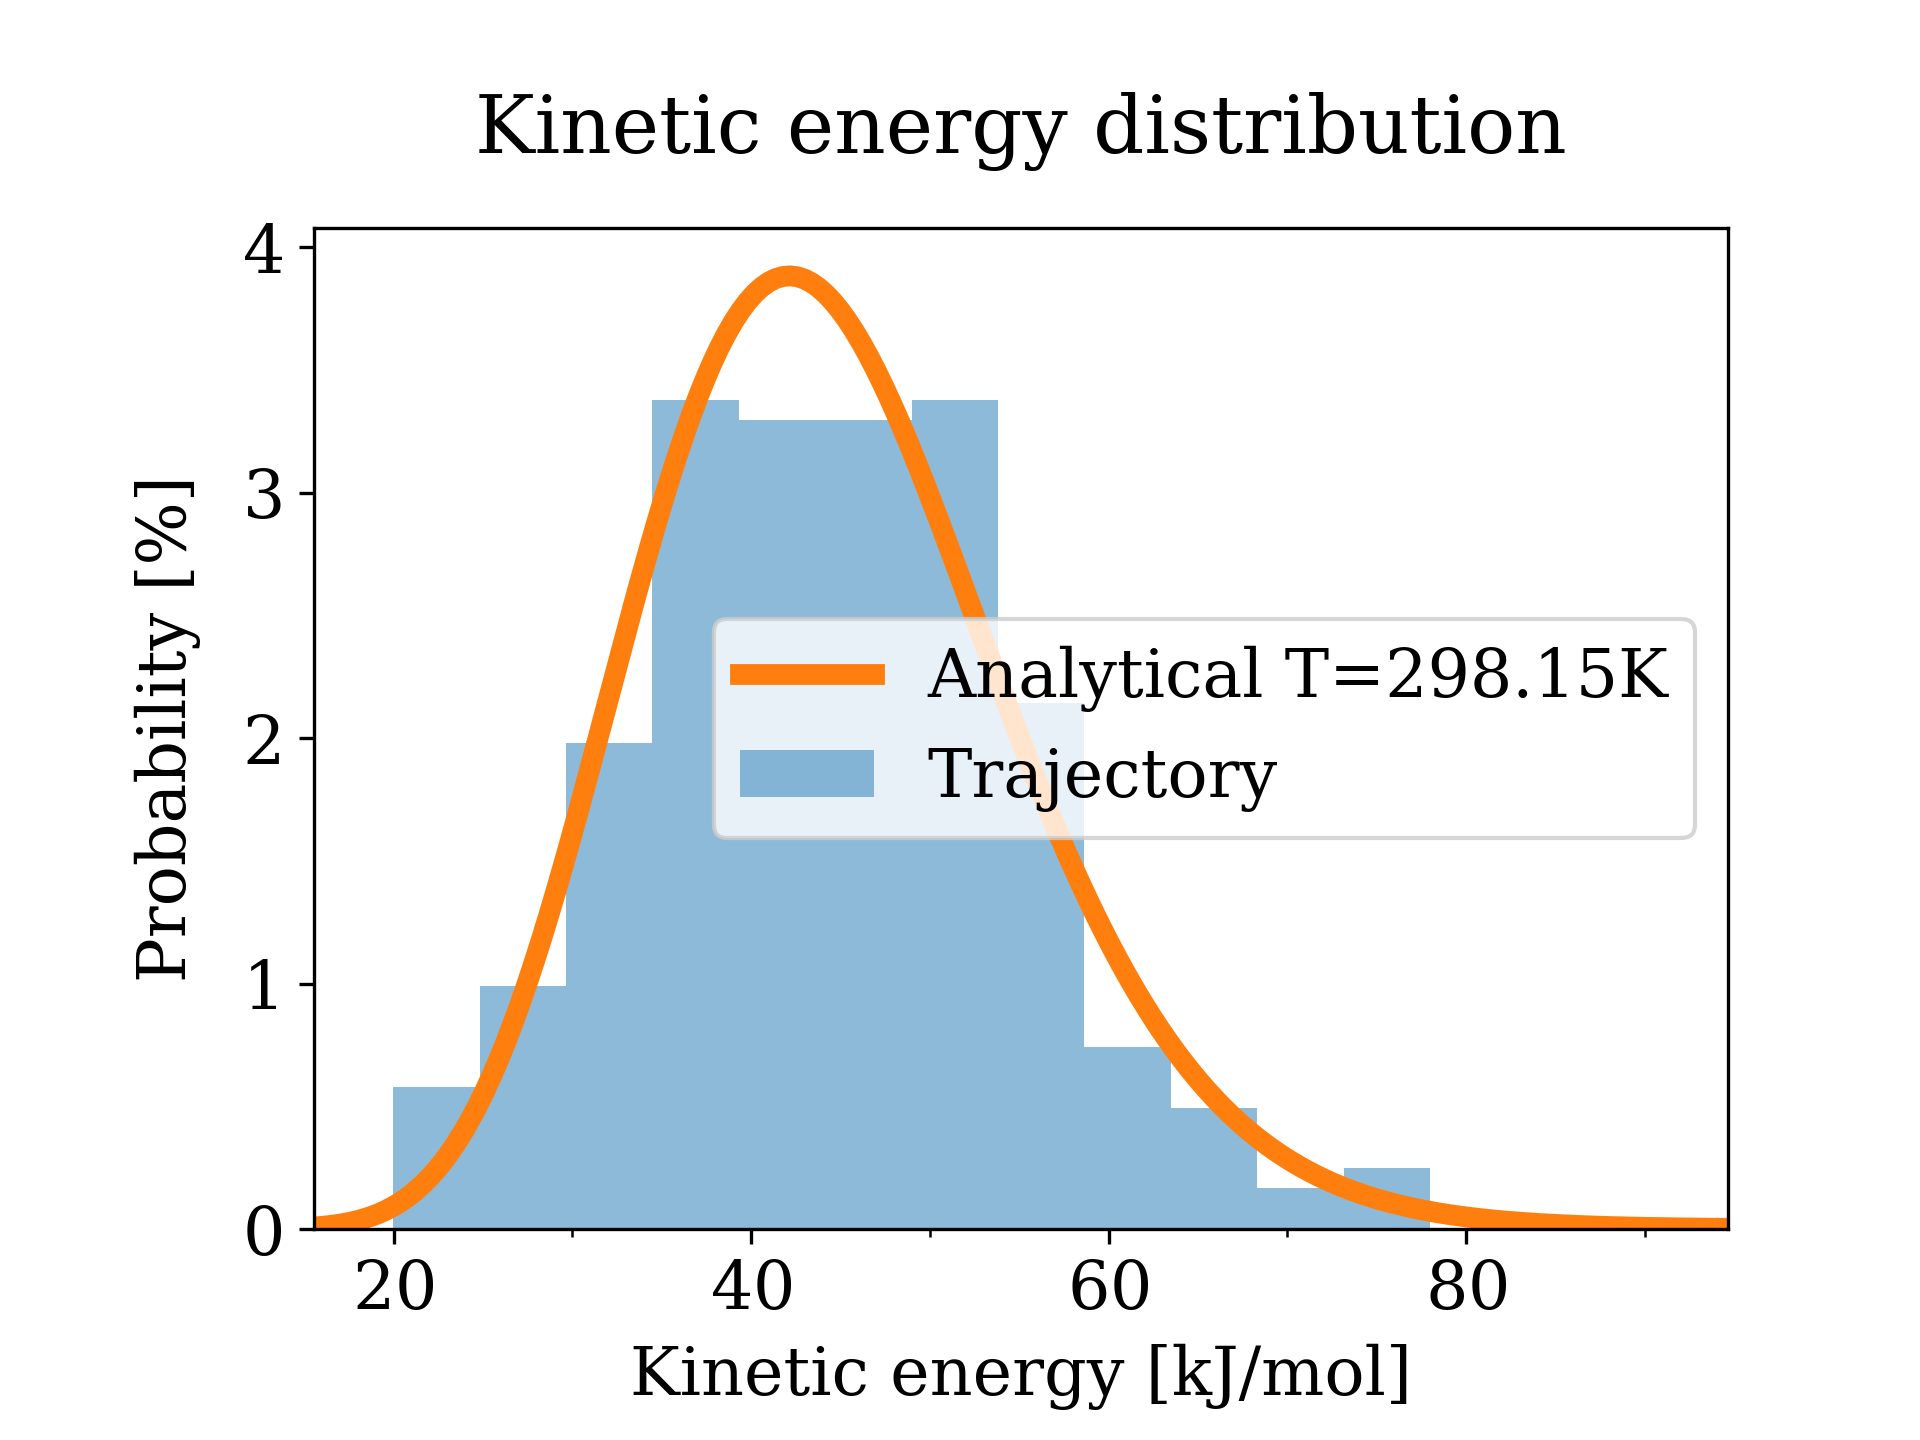 Kinetic energy distribution
4
3
2
1
0
Probability [%]
Analytical T=298.15K
Trajectory
20 40 60 80
Kinetic energy [kJ/mol]